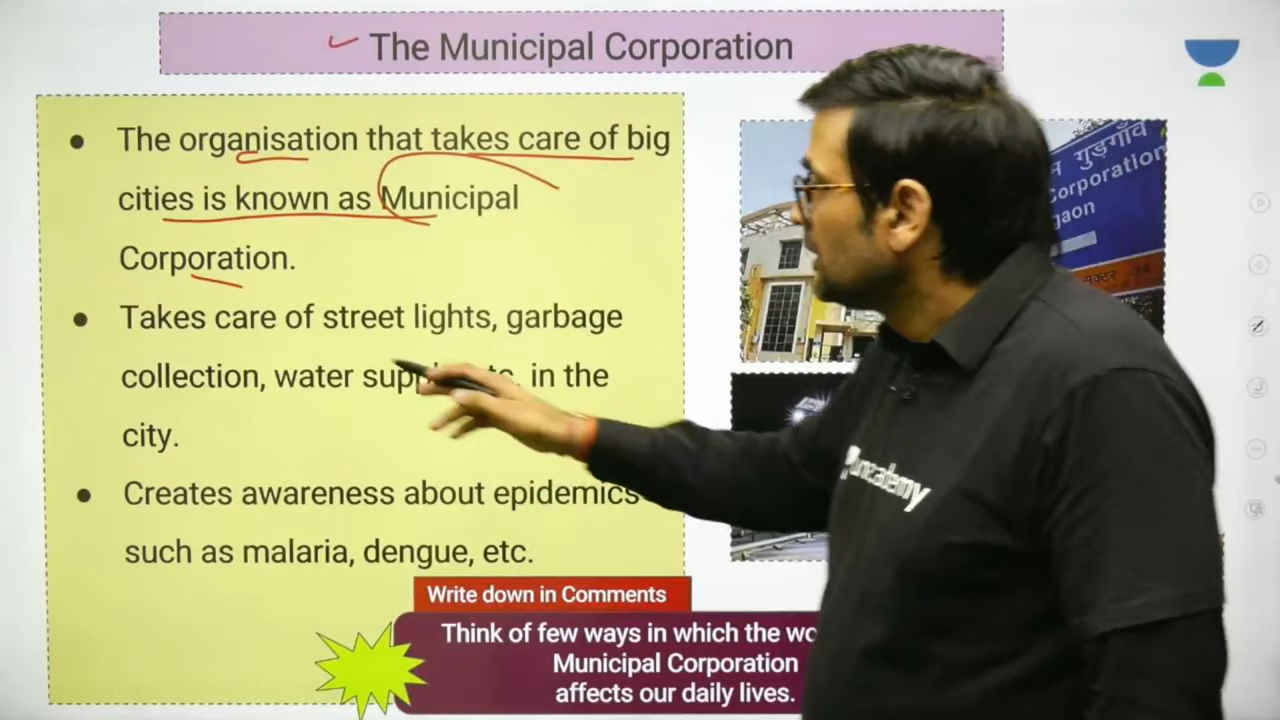 The Municipal Corporation
• The organisation that takes care of big
cities is known as Municipal
Corporation.
• Takes care of street lights, garbage
collection, water in the
city.
• Creates awareness about epidemics
such as malaria, dengue, etc.
Write down in Comments
Think of few ways in which the
Municipal Corporation
affects our daily lives.
गुड़गाँव
Corporation
unacademy